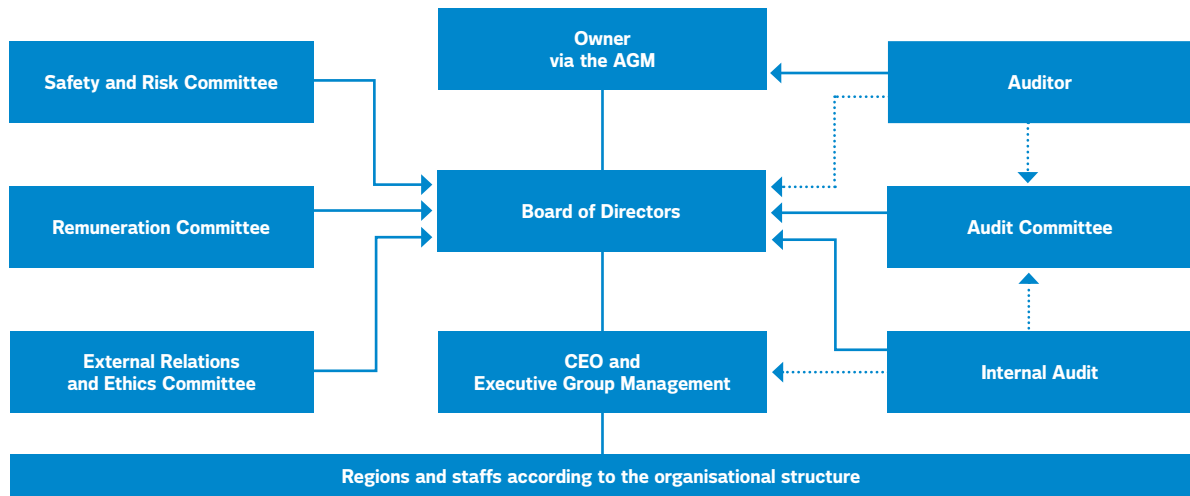 Owner
via the AGM
Safety and Risk Committee
Auditor
Remuneration Committee
Board of Directors
Audit Committee
External Relations
and Ethics Committee
CEO and
Executive Group Management
Internal Audit
Regions and staffs according to the organisational structure